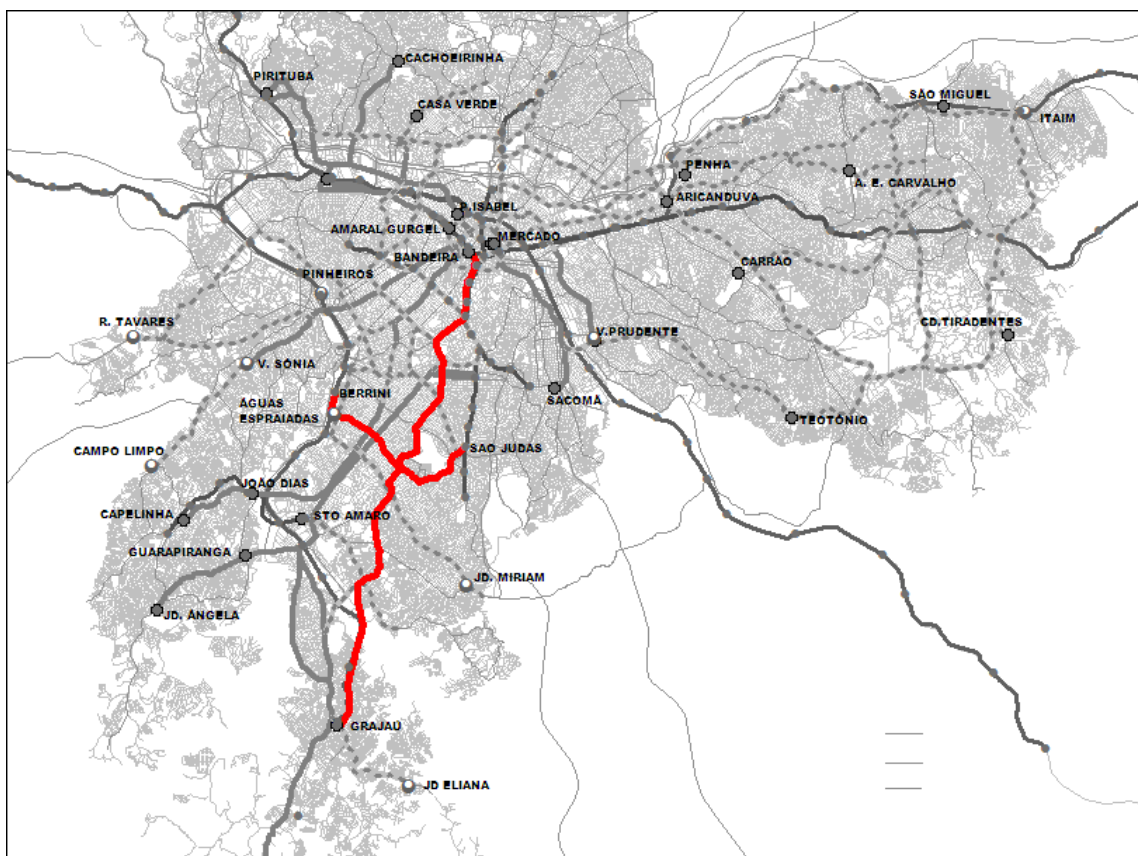 CACHOEIRINHA
PIRITUBA
CASA VERDE
SÃO MIGUEL
ITAIM
PENHA
A. E. CARVALHO
ARICANDUVA
P. ISABEL
AMARAL GURGEL
MERCADO
BANDEIRA
CARRÃO
PINHEIROS
R. TAVARES
V.PRUDENTE
CD.TIRADENTES
V. SÔNIA
BERRINI
SACOMÃ
ÁGUAS
ESPRAIADAS
TEOTÔNIO
SAO JUDAS
CAMPO LIMPO
JOÃO DIAS
CAPELINHA
STO AMARO
GUARAPIRANGA
JD. MIRIAM
JD. ÂNGELA
GRAJAÚ
JD ELIANA